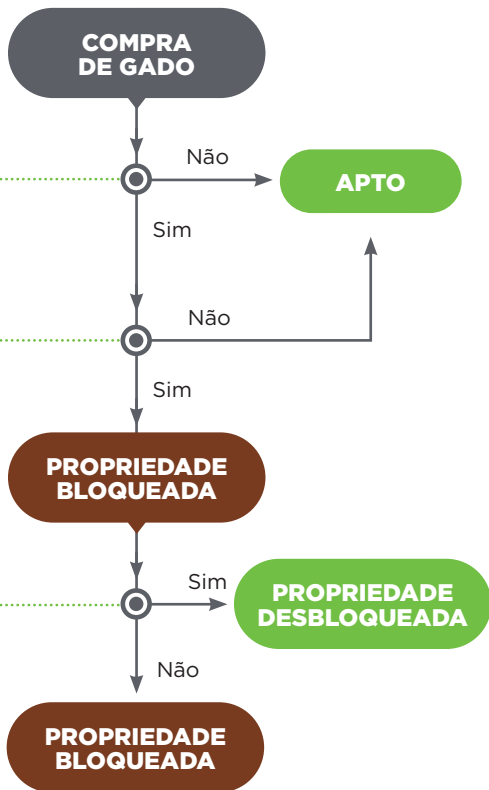 COMPRA
DE GADO
Não
APTO
Sim
Não
Sim
PROPRIEDADE
BLOQUEADA
Sim
PROPRIEDADE
DESBLOQUEADA
Não
PROPRIEDADE
BLOQUEADA